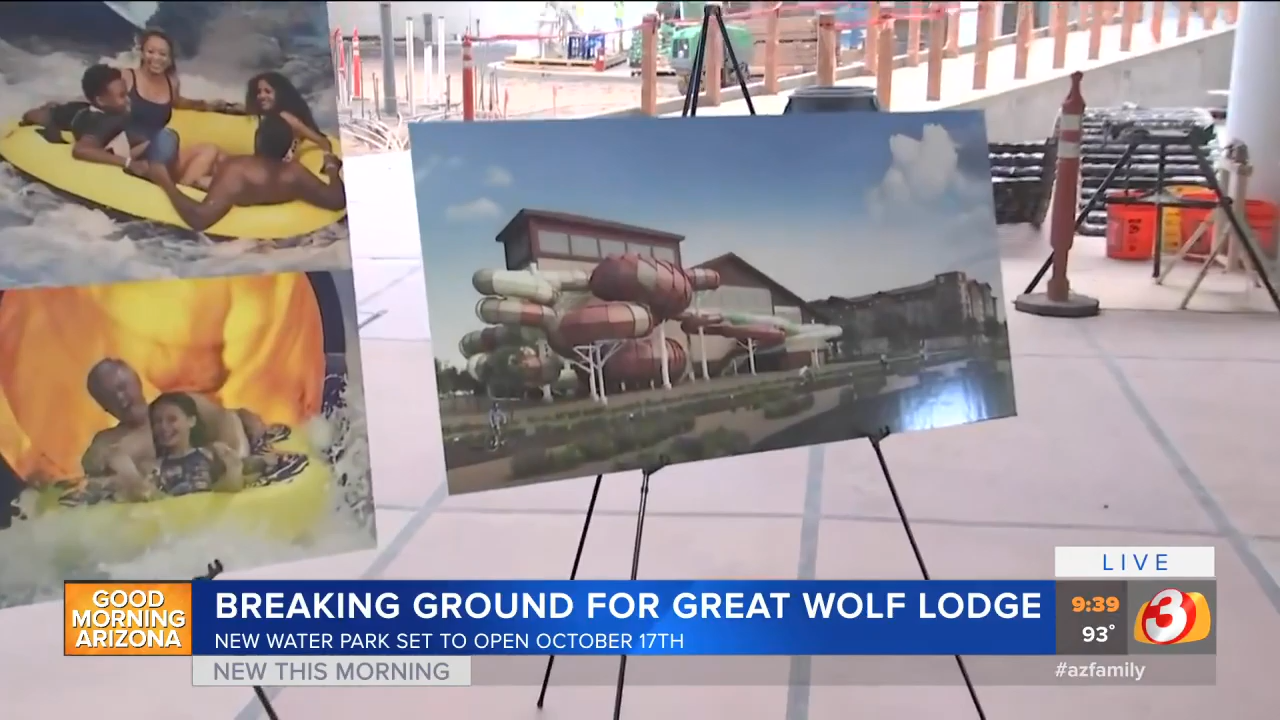 LIVE
GOOD
MORNING
ARIZONA
BREAKING GROUND FOR GREAT WOLF LODGE
NEW WATER PARK SET TO OPEN OCTOBER 17TH
NEW THIS MORNING
9:39
93°
3
#azfamily